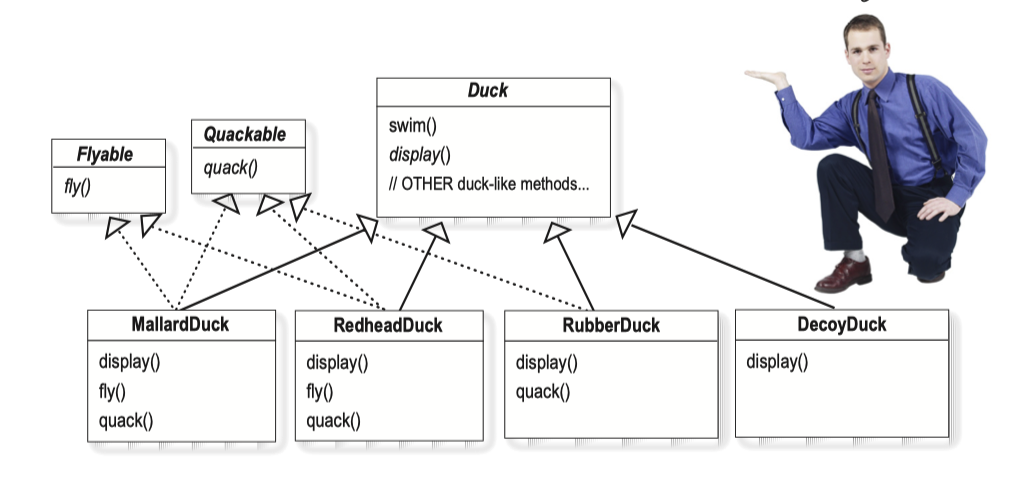 Flyable
fly()
Quackable
quack()
Duck
swim()
display()
// OTHER duck-like methods...
MallardDuck
display()
fly()
quack()
RedheadDuck
display()
fly()
quack()
RubberDuck
display()
quack()
DecoyDuck
display()